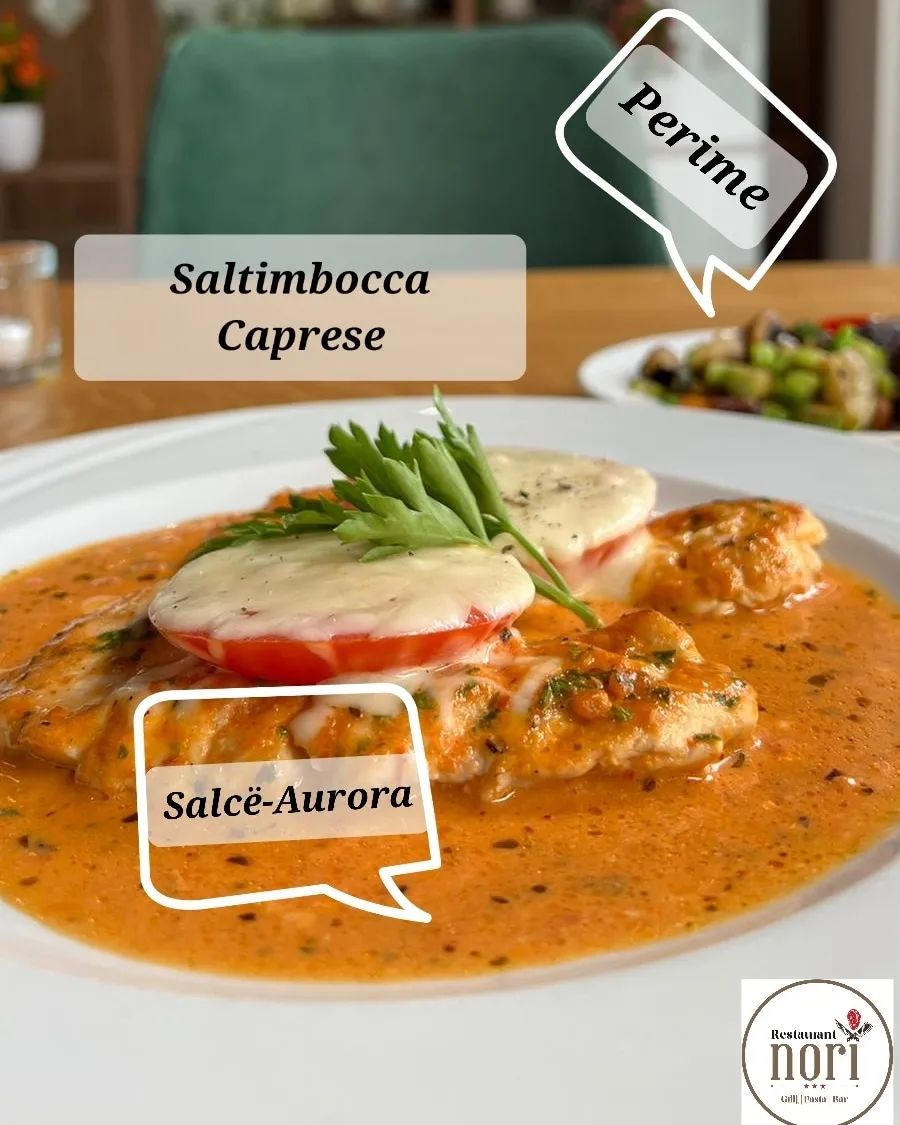 Perime
Saltimbocca
Caprese
Salcë-Aurora
Restaurant
nori
Grill | Pasta Bar